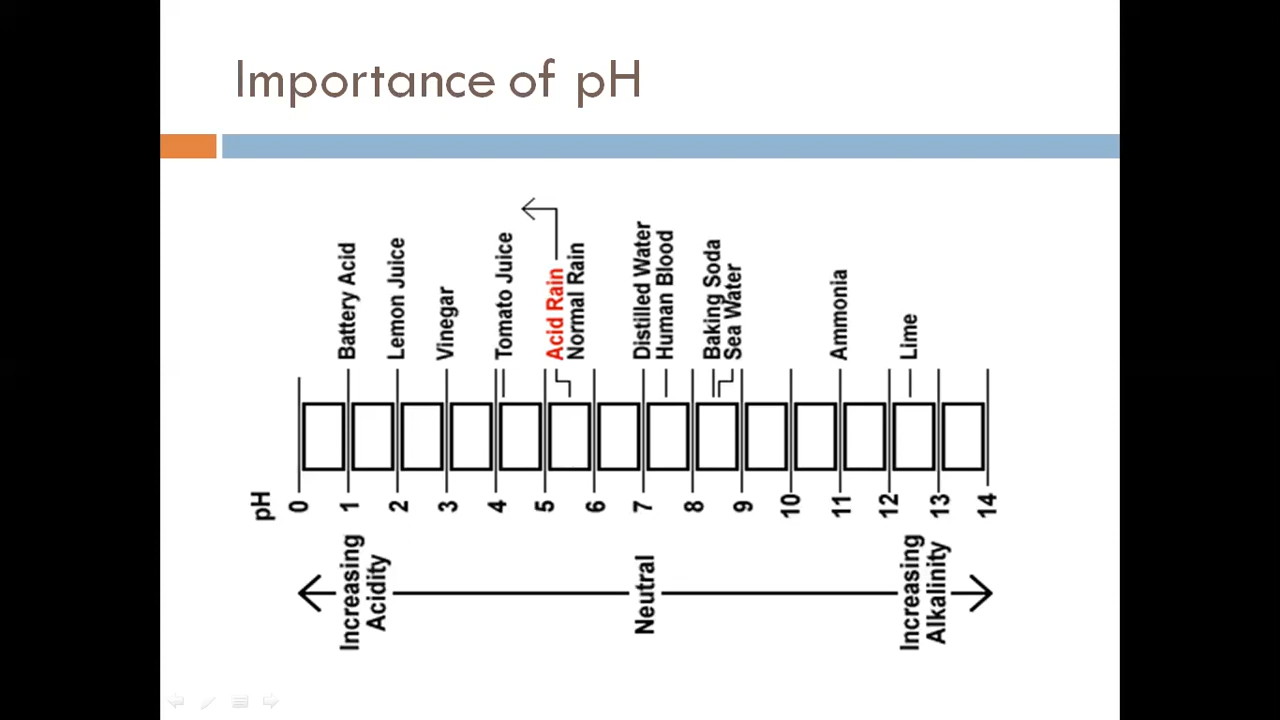 Importance of pH
Battery Acid
Lemon Juice
Vinegar
Tomato Juice
Acid Rain
Normal Rain
Distilled Water
Human Blood
Baking Soda
Sea Water
Ammonia
Lime
pH
0
1
2
3
4
5
6
7
8
9
10
11
12
13
14
Increasing
Acidity
Neutral
Increasing
Alkalinity